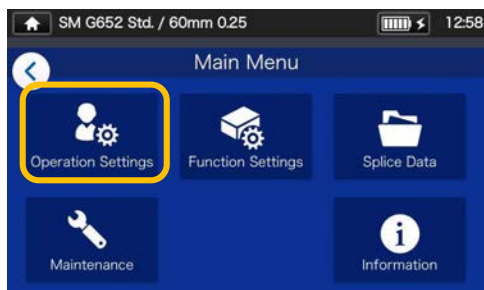 SM G652 Std. / 60mm 0.25 12:58
Main Menu
Operation Settings Function Settings Splice Data
Maintenance Information